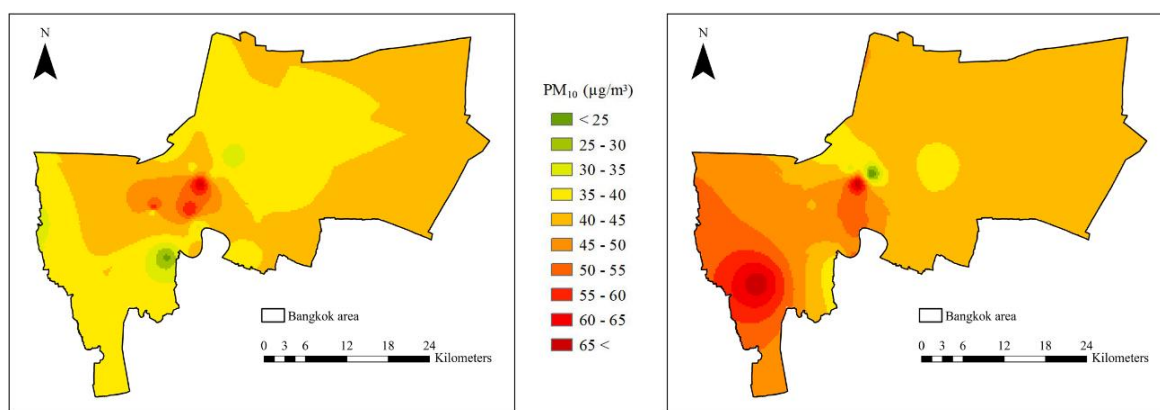 N
Bangkok area
0 3 6 12 18 24
Kilometers
PM₁₀ (µg/m³)
< 25
25 - 30
30 - 35
35 - 40
40 - 45
45 - 50
50 - 55
55 - 60
60 - 65
65 <
N
Bangkok area
0 3 6 12 18 24
Kilometers